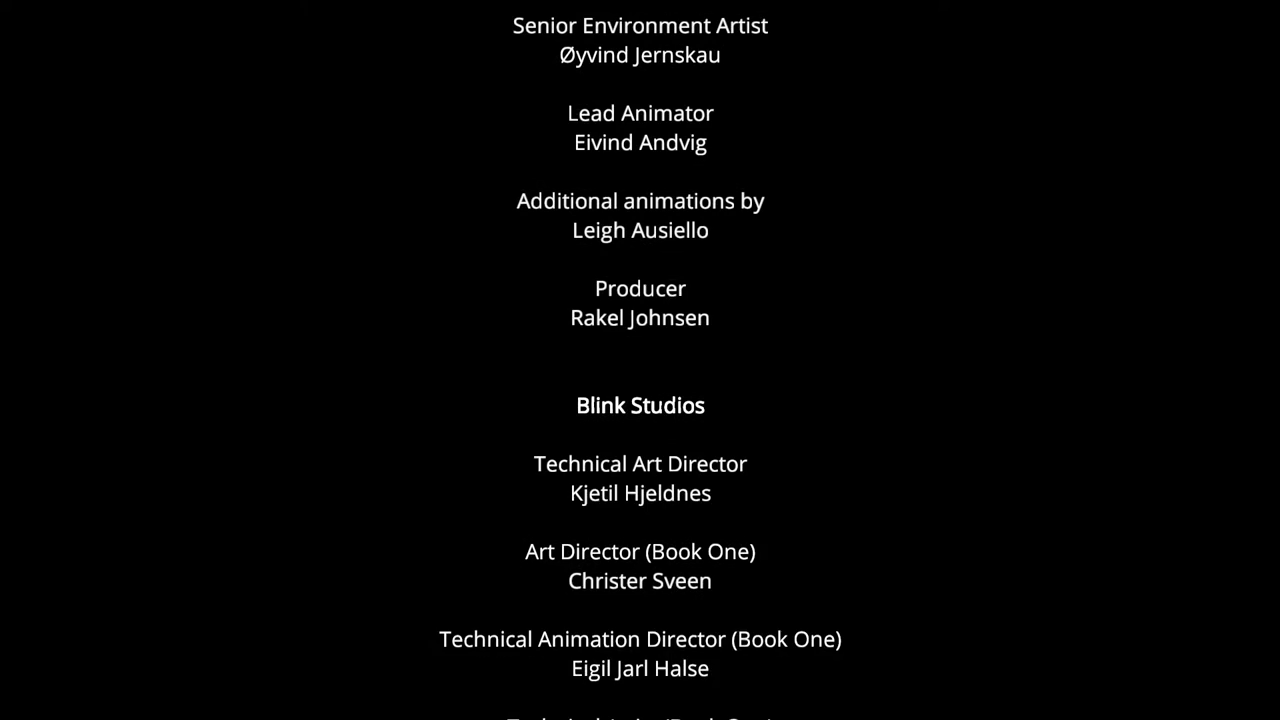 Senior Environment Artist
Øyvind Jernskau
Lead Animator
Eivind Andvig
Additional animations by
Leigh Ausiello
Producer
Rakel Johnsen
Blink Studios
Technical Art Director
Kjetil Hjeldnes
Art Director (Book One)
Christer Sveen
Technical Animation Director (Book One)
Eigil Jarl Halse